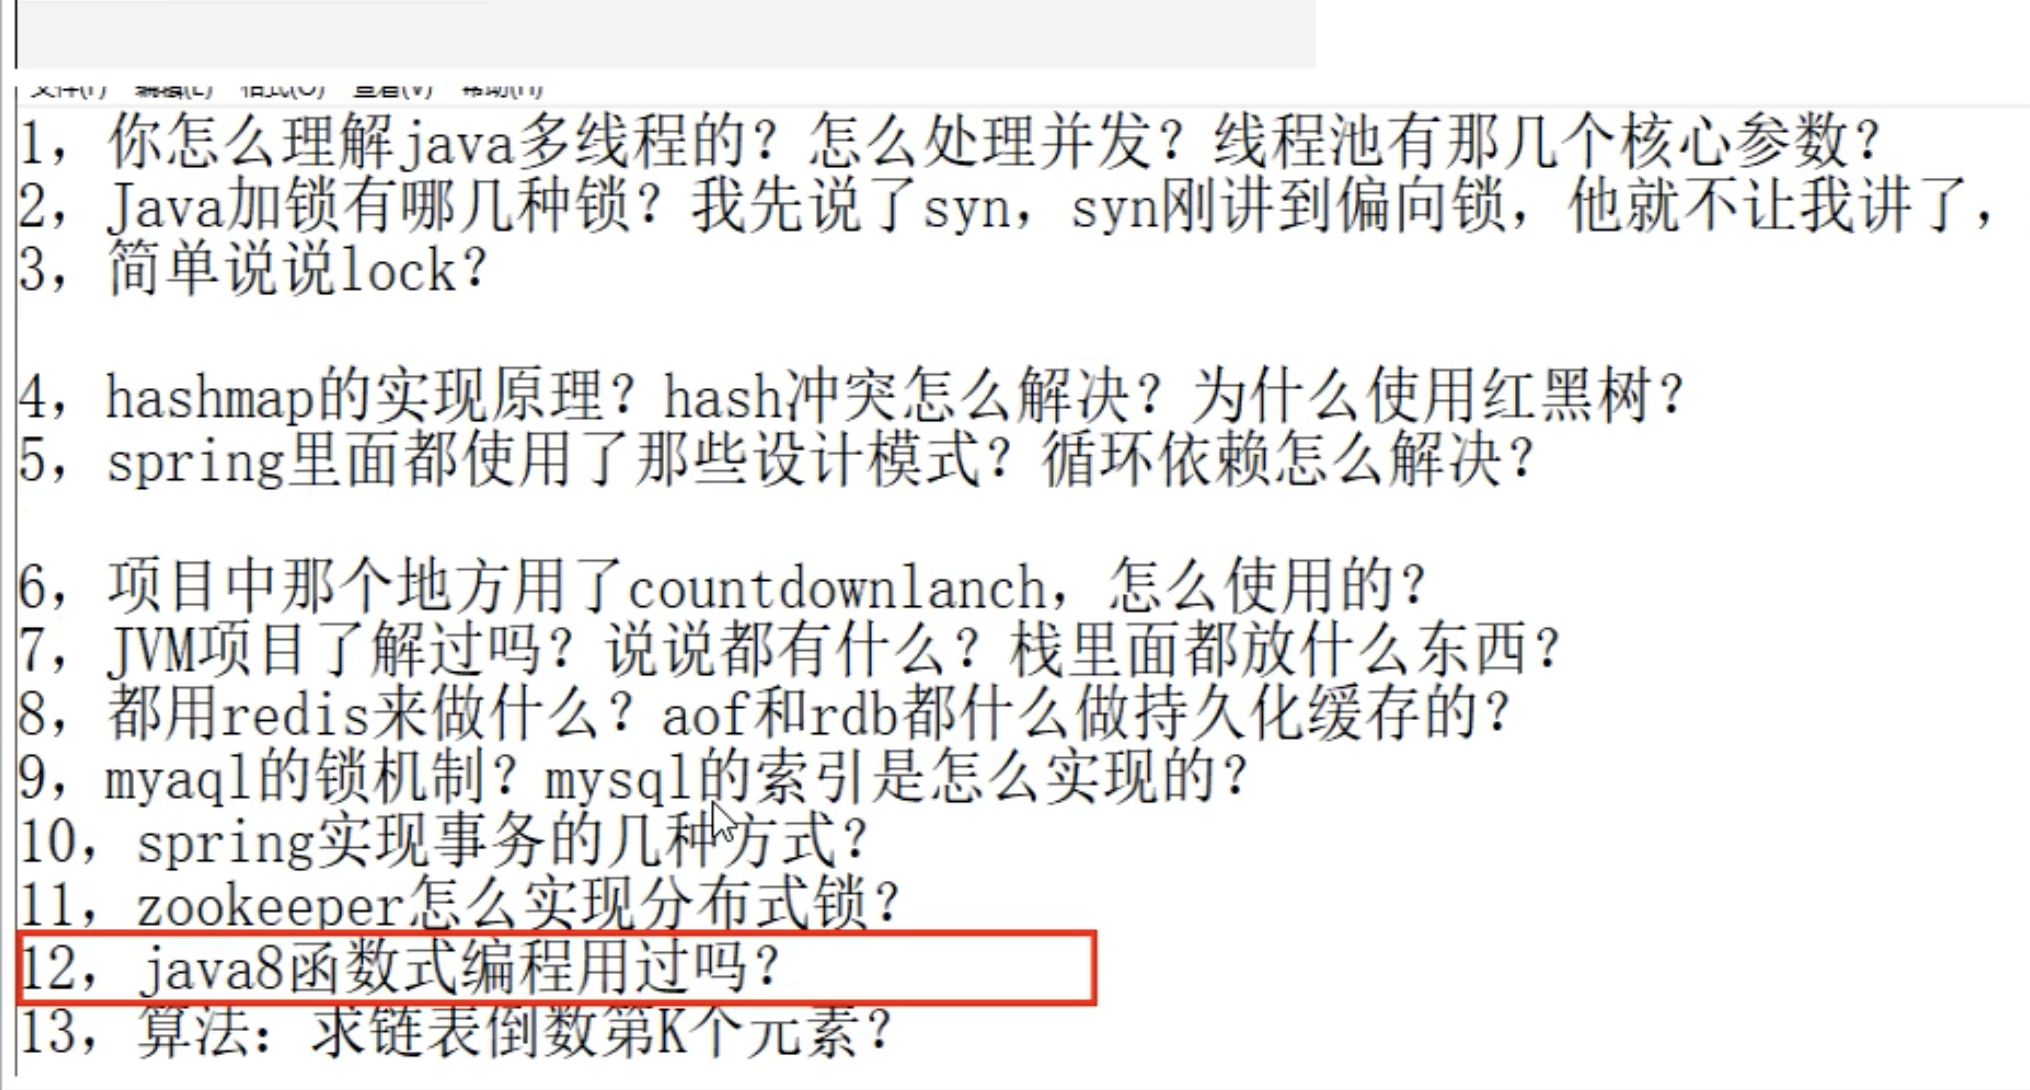 文件(F) 编辑(E) 格式(O) 查看(V) 帮助(H)
1，你怎么理解java多线程的？怎么处理并发？线程池有那几个核心参数？
2，Java加锁有哪几种锁？我先说了syn，syn刚讲到偏向锁，他就不让我讲了，
3，简单说说lock？
4，hashmap的实现原理？hash冲突怎么解决？为什么使用红黑树？
5，spring里面都使用了那些设计模式？循环依赖怎么解决？
6，项目中那个地方用了countdownlanch，怎么使用的？
7，JVM项目了解过吗？说说都有什么？栈里面都放什么东西？
8，都用redis来做什么？aof和rdb都什么做持久化缓存的？
9，myaql的锁机制？mysql的索引是怎么实现的？
10，spring实现事务的几种方式？
11，zookeeper怎么实现分布式锁？
12，java8函数式编程用过吗？
13，算法：求链表倒数第K个元素？